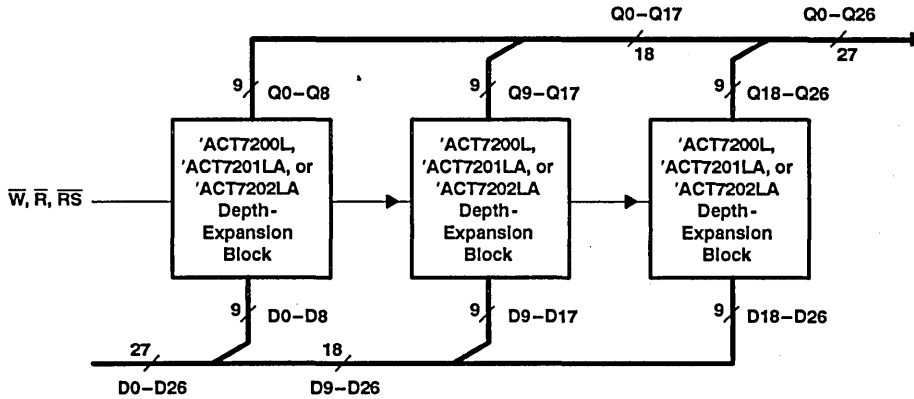 Q0–Q17 Q0–Q26
18 27
9 Q0–Q8 9 Q9–Q17 9 Q18–Q26
'ACT7200L,
'ACT7201LA, or
'ACT7202LA
Depth-
Expansion
Block
'ACT7200L,
'ACT7201LA, or
'ACT7202LA
Depth-
Expansion
Block
'ACT7200L,
'ACT7201LA, or
'ACT7202LA
Depth-
Expansion
Block
W̅, R̅, R̅S̅
9 D0–D8 9 D9–D17 9 D18–D26
27 18
D0–D26 D9–D26